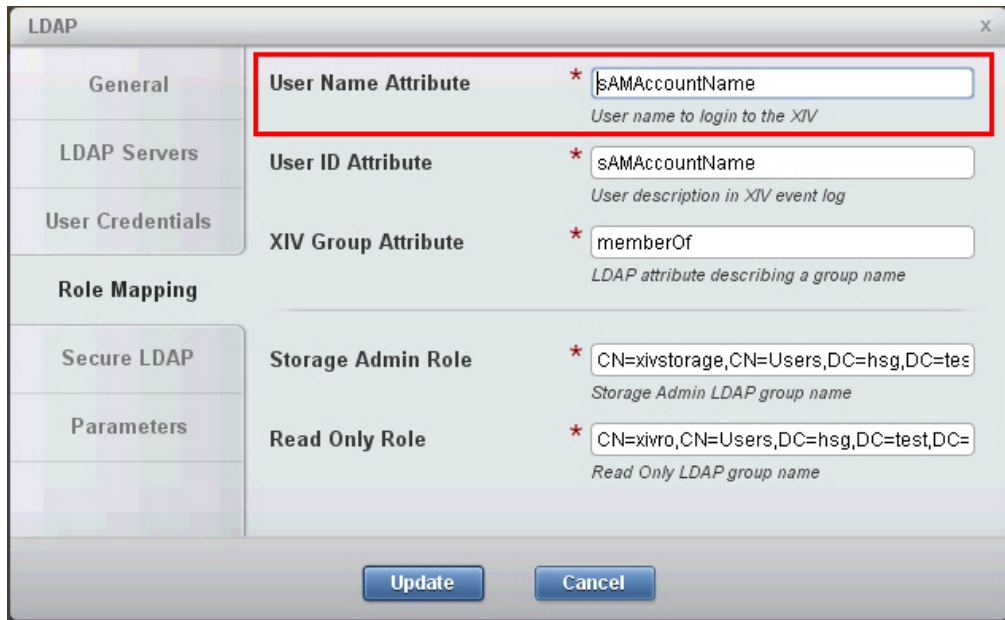 LDAP
x
General
LDAP Servers
User Credentials
Role Mapping
Secure LDAP
Parameters
User Name Attribute * sAMAccountName
User name to login to the XIV
User ID Attribute * sAMAccountName
User description in XIV event log
XIV Group Attribute * memberOf
LDAP attribute describing a group name
Storage Admin Role * CN=xivstorage,CN=Users,DC=hsg,DC=tes
Storage Admin LDAP group name
Read Only Role * CN=xivro,CN=Users,DC=hsg,DC=test,DC=
Read Only LDAP group name
Update Cancel